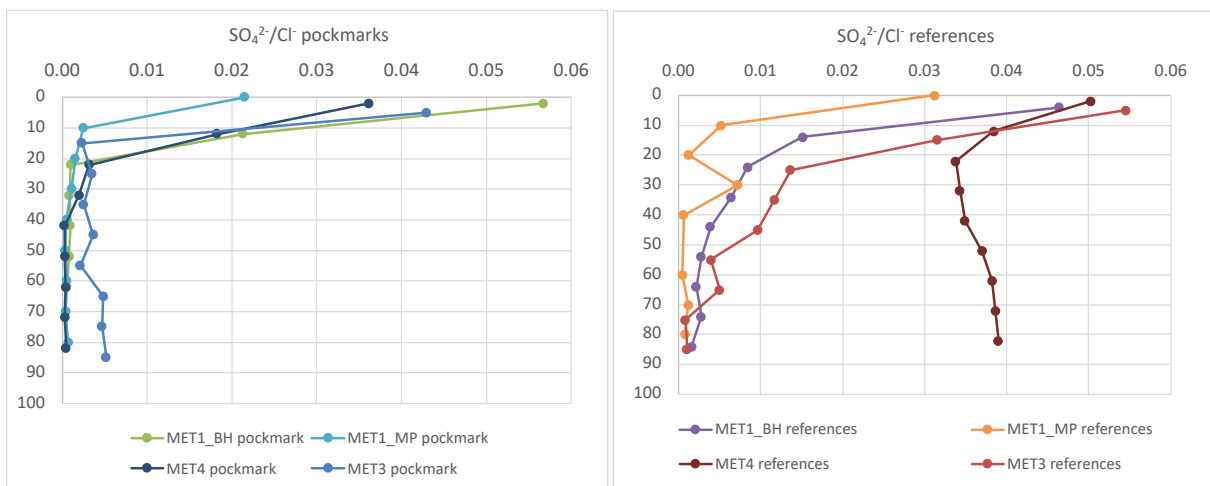 SO₄²⁻/Cl⁻ pockmarks
0.00 0.01 0.02 0.03 0.04 0.05 0.06
0
10
20
30
40
50
60
70
80
90
100
MET1_BH pockmark MET1_MP pockmark
MET4 pockmark MET3 pockmark
SO₄²⁻/Cl⁻ references
0.00 0.01 0.02 0.03 0.04 0.05 0.06
0
10
20
30
40
50
60
70
80
90
100
MET1_BH references MET1_MP references
MET4 references MET3 references